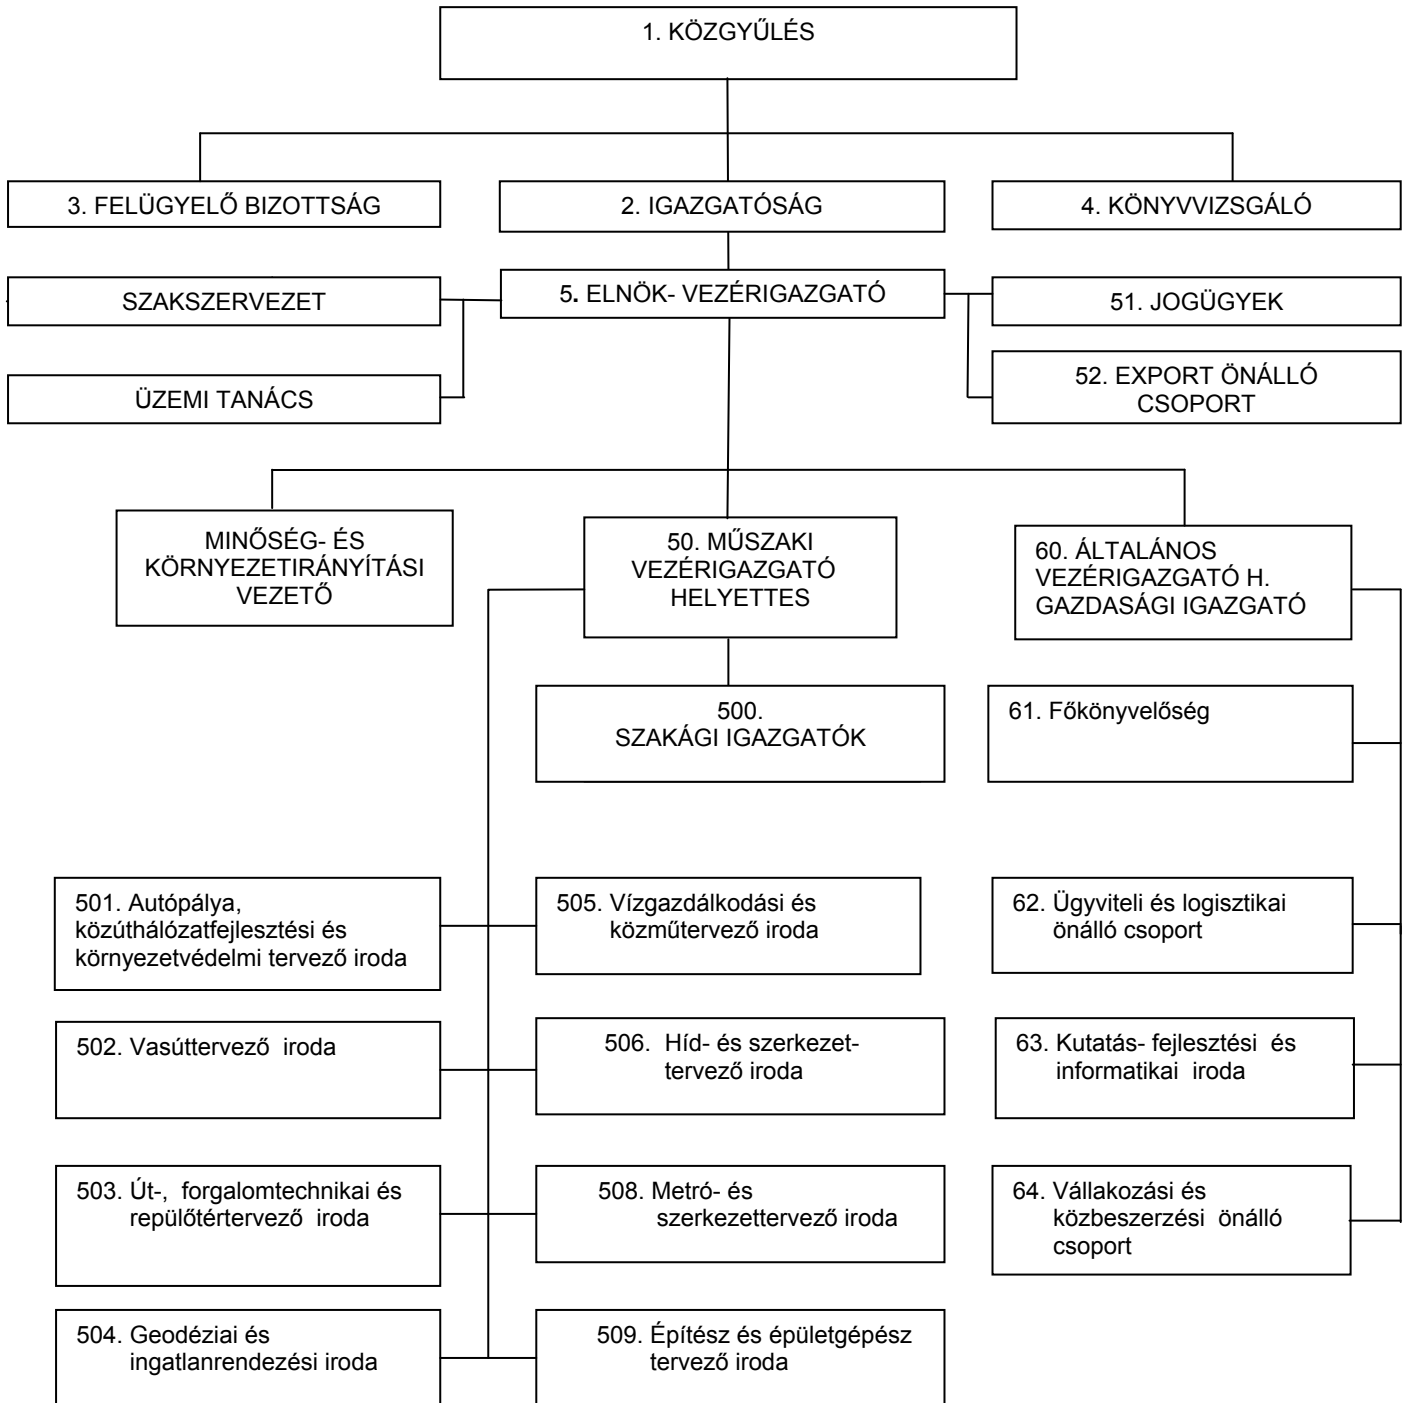 1. KÖZGYŰLÉS
3. FELÜGYELŐ BIZOTTSÁG
2. IGAZGATÓSÁG
4. KÖNYVVIZSGÁLÓ
SZAKSZERVEZET
5. ELNÖK- VEZÉRIGAZGATÓ
51. JOGÜGYEK
ÜZEMI TANÁCS
52. EXPORT ÖNÁLLÓ
CSOPORT
MINŐSÉG- ÉS
KÖRNYEZETIRÁNYÍTÁSI
VEZETŐ
50. MŰSZAKI
VEZÉRIGAZGATÓ
HELYETTES
60. ÁLTALÁNOS
VEZÉRIGAZGATÓ H.
GAZDASÁGI IGAZGATÓ
500.
SZAKÁGI IGAZGATÓK
61. Főkönyvelőség
501. Autópálya,
közúthálózatfejlesztési és
környezetvédelmi tervező iroda
505. Vízgazdálkodási és
közműtervező iroda
62. Ügyviteli és logisztikai
önálló csoport
502. Vasúttervező iroda
506. Híd- és szerkezet-
tervező iroda
63. Kutatás- fejlesztési és
informatikai iroda
503. Út-, forgalomtechnikai és
repülőtértervező iroda
508. Metró- és
szerkezettervező iroda
64. Vállakozási és
közbeszerzési önálló
csoport
504. Geodéziai és
ingatlanrendezési iroda
509. Építész és épületgépész
tervező iroda